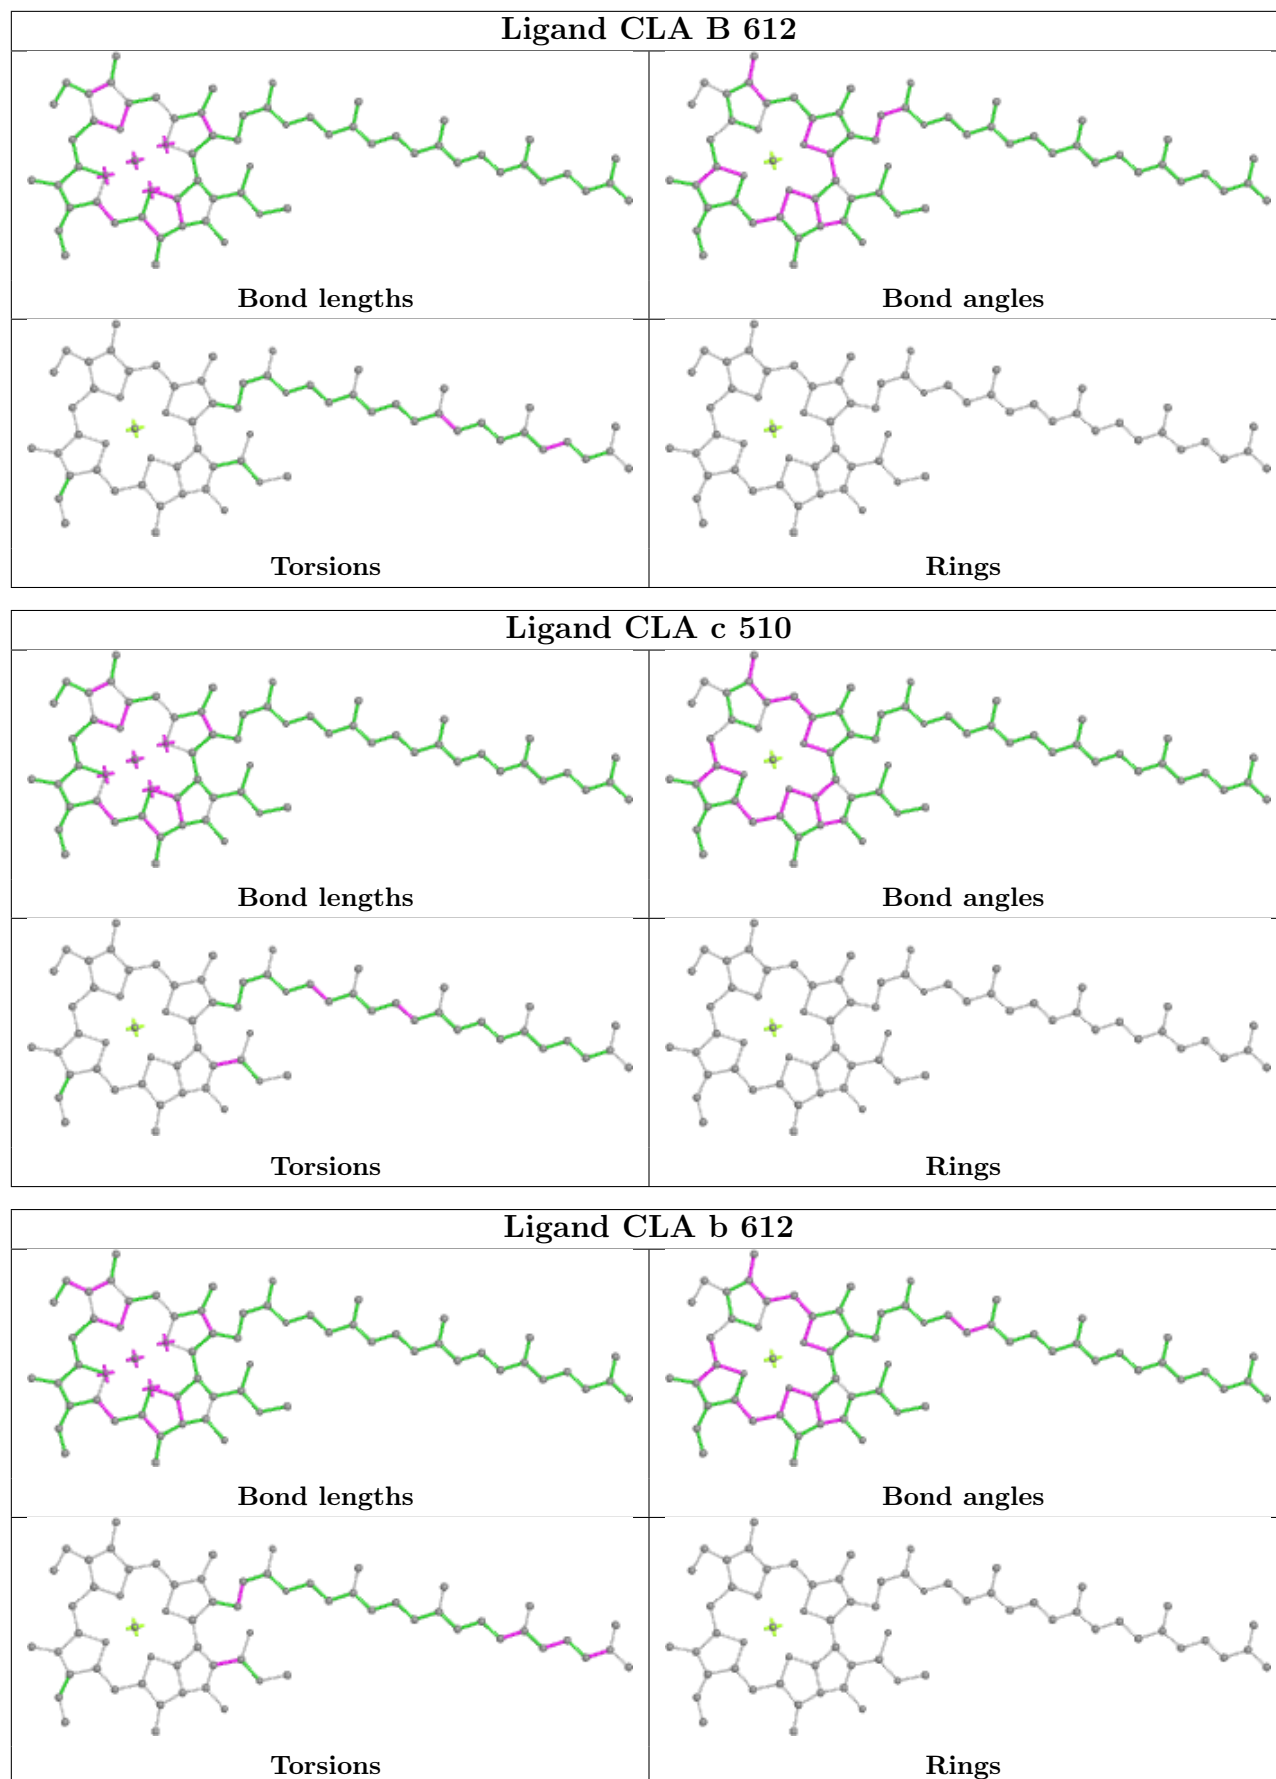 Ligand CLA B 612
Bond lengths
Bond angles
Torsions
Rings
Ligand CLA c 510
Bond lengths
Bond angles
Torsions
Rings
Ligand CLA b 612
Bond lengths
Bond angles
Torsions
Rings